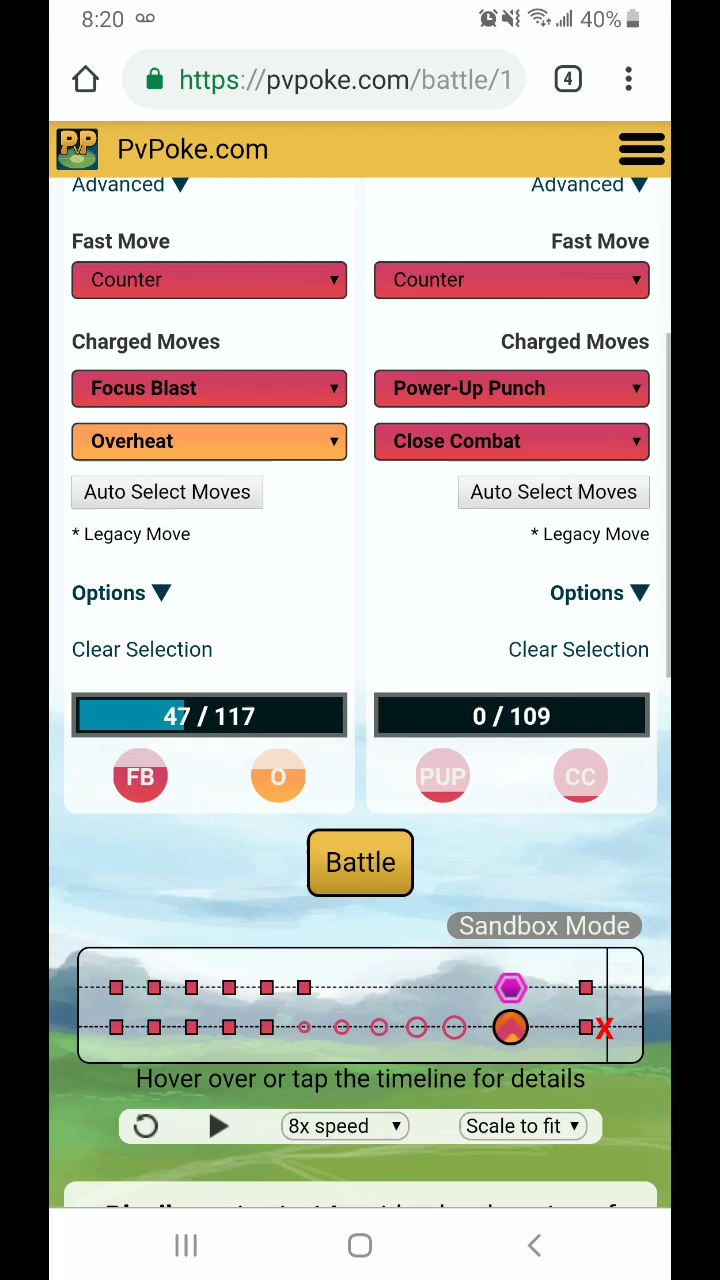 8:20 40%
https://pvpoke.com/battle/1 4
PvPoke.com
Advanced ▼ Advanced ▼
Fast Move Fast Move
Counter Counter
Charged Moves Charged Moves
Focus Blast Power-Up Punch
Overheat Close Combat
Auto Select Moves Auto Select Moves
* Legacy Move * Legacy Move
Options ▼ Options ▼
Clear Selection Clear Selection
47 / 117 0 / 109
FB O PUP CC
Battle
Sandbox Mode
X
Hover over or tap the timeline for details
8x speed Scale to fit